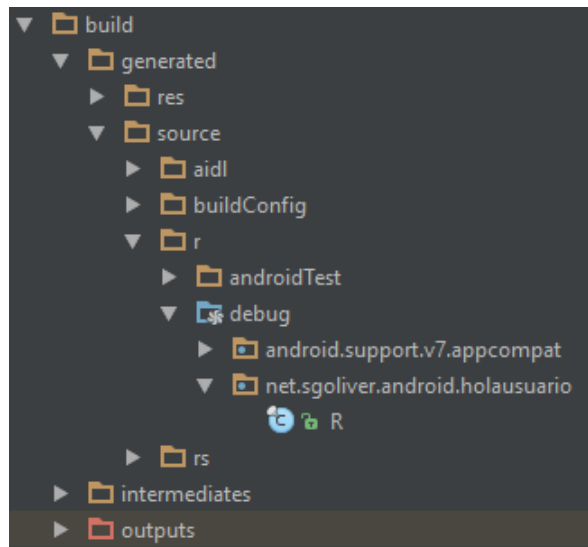 build
generated
res
source
aidl
buildConfig
r
androidTest
debug
android.support.v7.appcompat
net.sgoliver.android.holausuario
C R
rs
intermediates
outputs